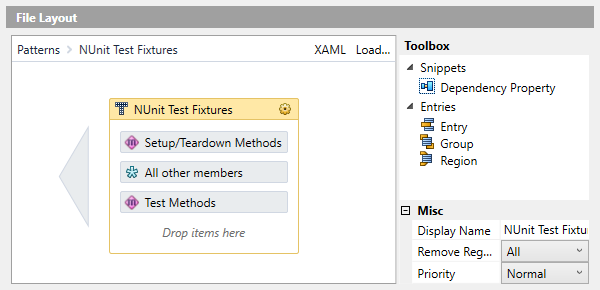 File Layout
Patterns NUnit Test Fixtures XAML Load...
NUnit Test Fixtures
Setup/Teardown Methods
All other members
Test Methods
Drop items here
Toolbox
Snippets
Dependency Property
Entries
Entry
Group
Region
Misc
Display Name NUnit Test Fixtu
Remove Reg... All
Priority Normal